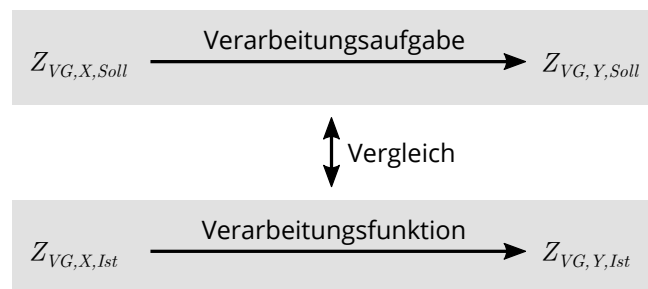 Verarbeitungsaufgabe
Z_{VG,X,Soll} Z_{VG,Y,Soll}
Vergleich
Verarbeitungsfunktion
Z_{VG,X,Ist} Z_{VG,Y,Ist}